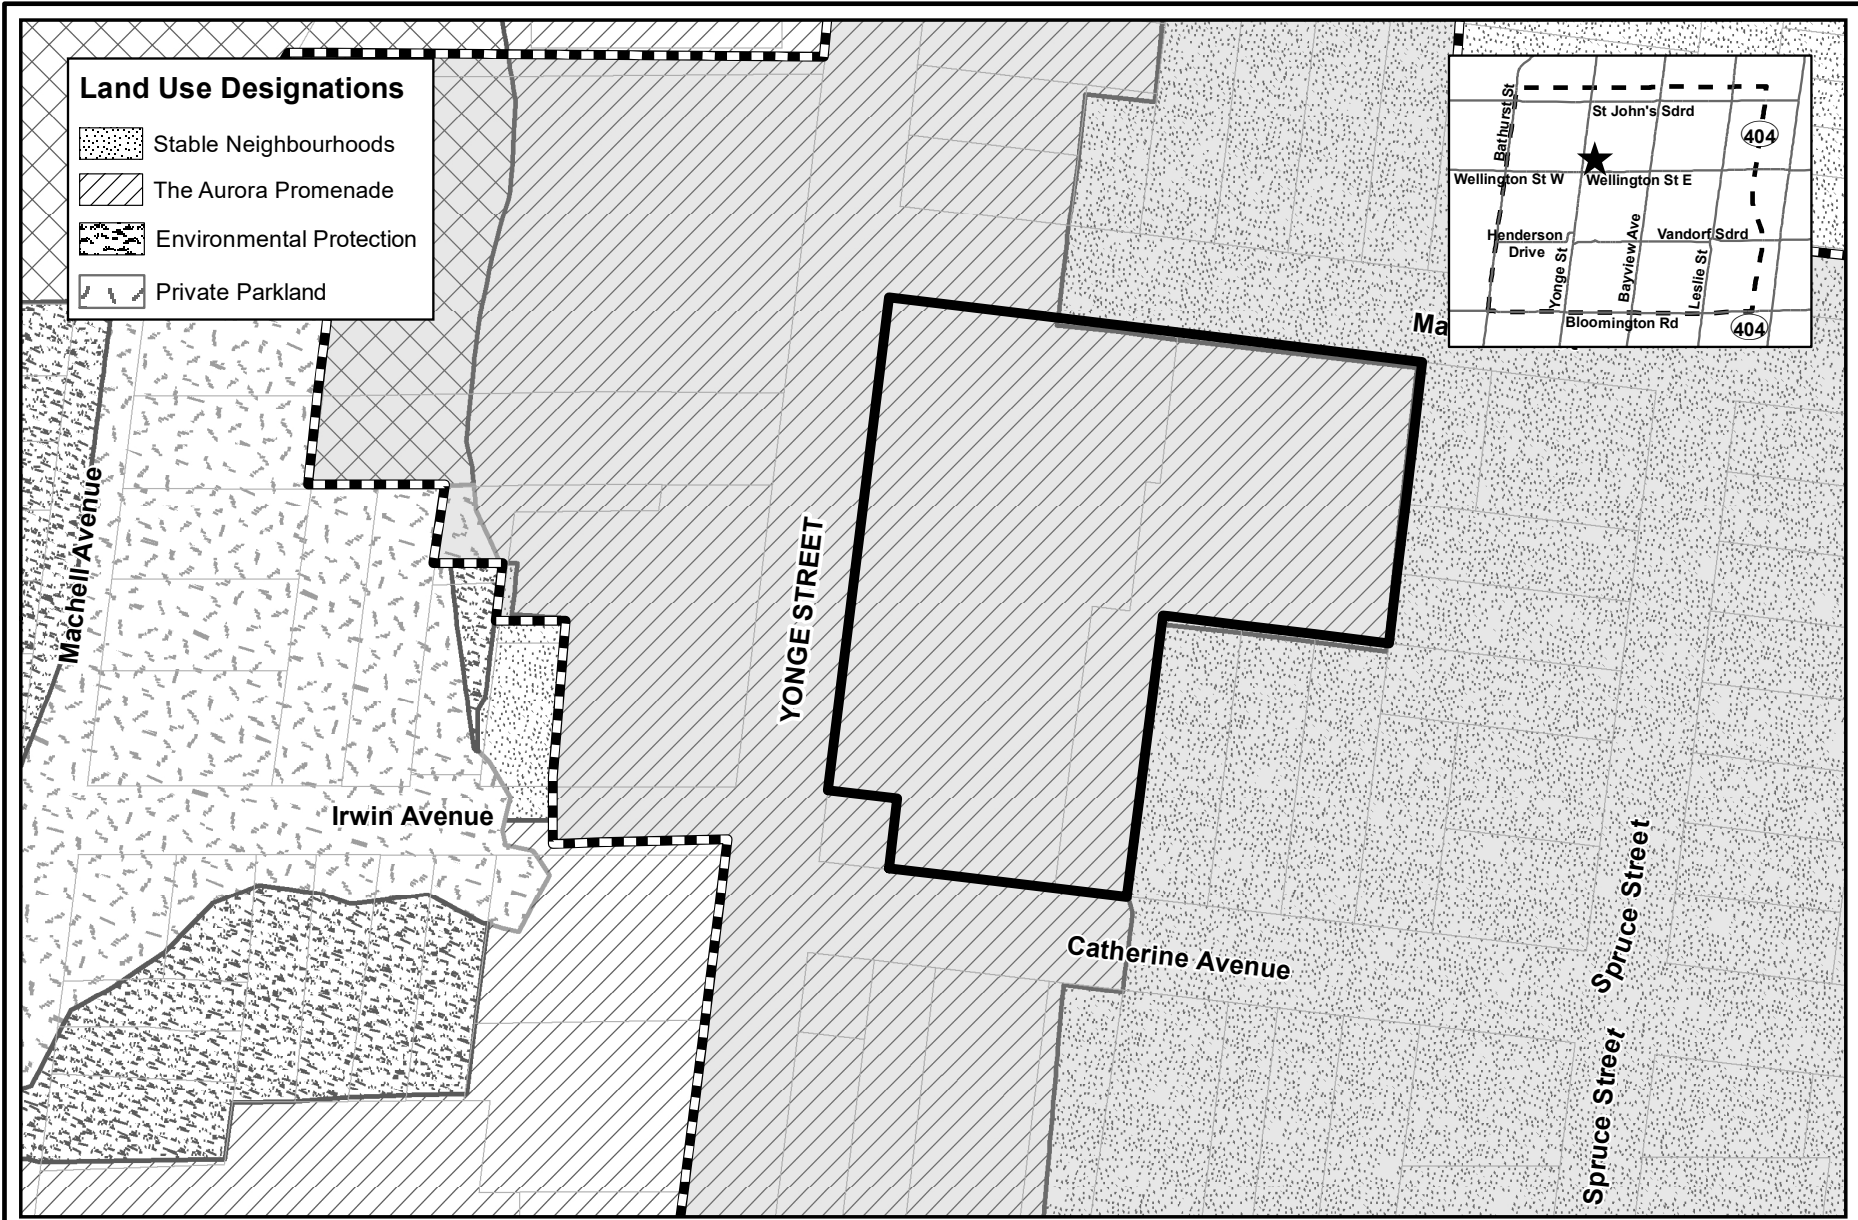 Land Use Designations
Stable Neighbourhoods
The Aurora Promenade
Environmental Protection
Private Parkland
Bathurst St
St John's Sdrd
404
Wellington St W
Wellington St E
Henderson
Drive
Vandorf Sdrd
Yonge St
Bayview Ave
Leslie St
Bloomington Rd
404
Ma
Machell Avenue
YONGE STREET
Irwin Avenue
Catherine Avenue
Spruce Street
Spruce Street